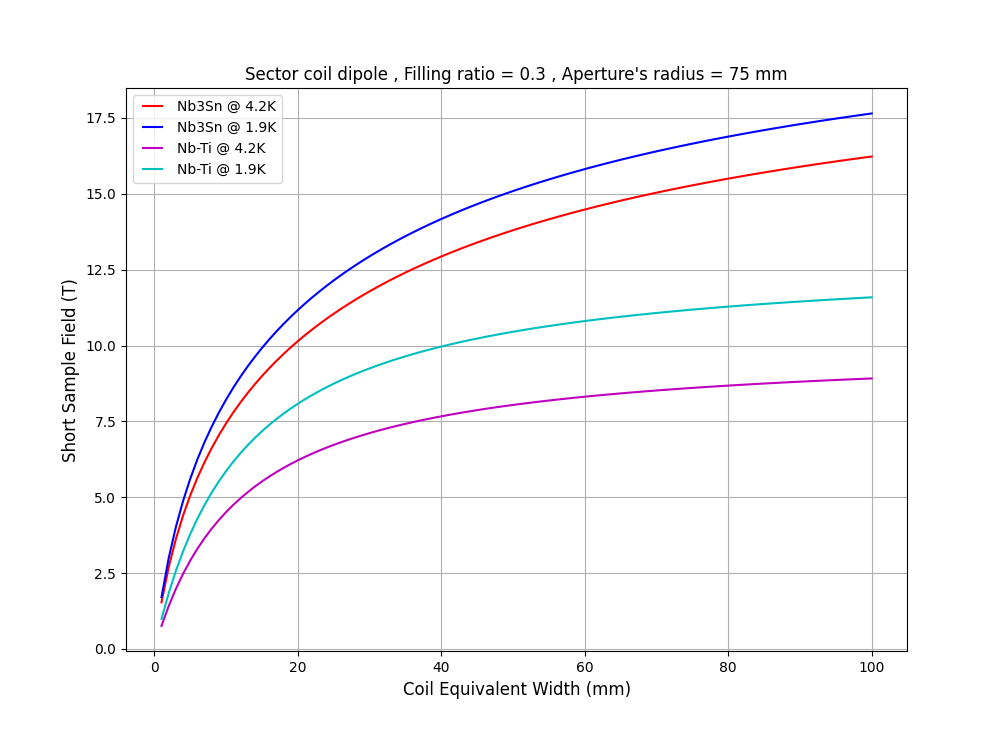 Sector coil dipole , Filling ratio = 0.3 , Aperture's radius = 75 mm
Nb3Sn @ 4.2K
Nb3Sn @ 1.9K
Nb-Ti @ 4.2K
Nb-Ti @ 1.9K
Short Sample Field (T)
17.5
15.0
12.5
10.0
7.5
5.0
2.5
0.0
0 20 40 60 80 100
Coil Equivalent Width (mm)